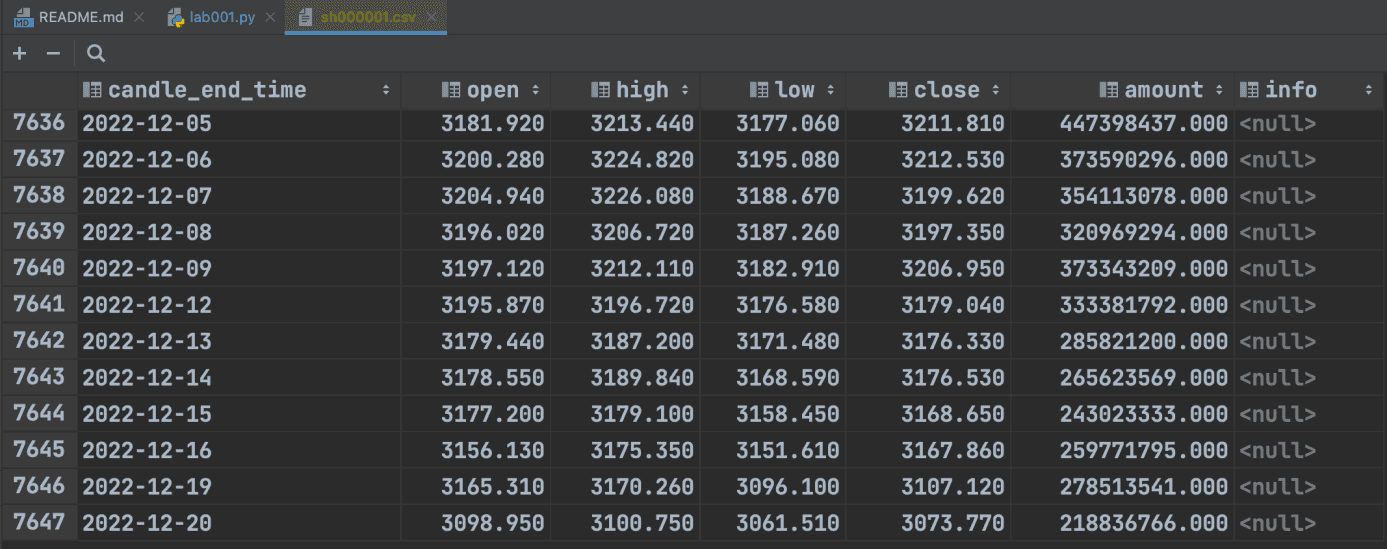 README.md lab001.py sh000001.csv
candle_end_time open high low close amount info
7636 2022-12-05 3181.920 3213.440 3177.060 3211.810 447398437.000 <null>
7637 2022-12-06 3200.280 3224.820 3195.080 3212.530 373590296.000 <null>
7638 2022-12-07 3204.940 3226.080 3188.670 3199.620 354113078.000 <null>
7639 2022-12-08 3196.020 3206.720 3187.260 3197.350 320969294.000 <null>
7640 2022-12-09 3197.120 3212.110 3182.910 3206.950 373343209.000 <null>
7641 2022-12-12 3195.870 3196.720 3176.580 3179.040 333381792.000 <null>
7642 2022-12-13 3179.440 3187.200 3171.480 3176.330 285821200.000 <null>
7643 2022-12-14 3178.550 3189.840 3168.590 3176.530 265623569.000 <null>
7644 2022-12-15 3177.200 3179.100 3158.450 3168.650 243023333.000 <null>
7645 2022-12-16 3156.130 3175.350 3151.610 3167.860 259771795.000 <null>
7646 2022-12-19 3165.310 3170.260 3096.100 3107.120 278513541.000 <null>
7647 2022-12-20 3098.950 3100.750 3061.510 3073.770 218836766.000 <null>